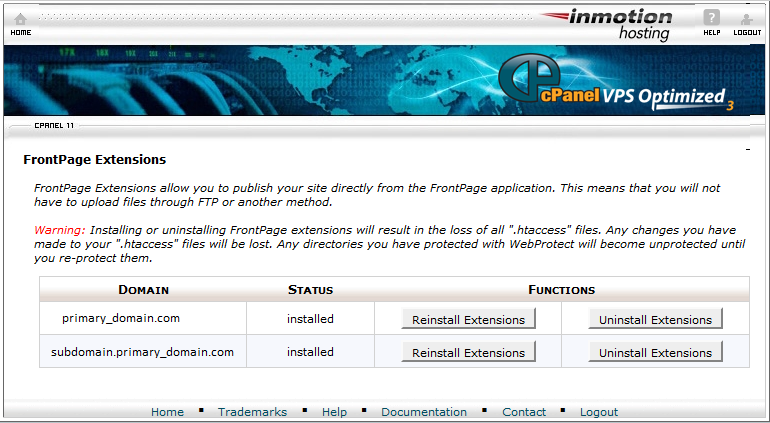 inmotion
hosting
HOME
HELP
LOGOUT
CP cPanel VPS Optimized 3
CPANEL 11
FrontPage Extensions
FrontPage Extensions allow you to publish your site directly from the FrontPage application. This means that you will not
have to upload files through FTP or another method.
Warning: Installing or uninstalling FrontPage extensions will result in the loss of all ".htaccess" files. Any changes you have
made to your ".htaccess" files will be lost. Any directories you have protected with WebProtect will become unprotected until
you re-protect them.
DOMAIN STATUS FUNCTIONS
primary_domain.com installed Reinstall Extensions Uninstall Extensions
subdomain.primary_domain.com installed Reinstall Extensions Uninstall Extensions
Home ▪ Trademarks ▪ Help ▪ Documentation ▪ Contact ▪ Logout